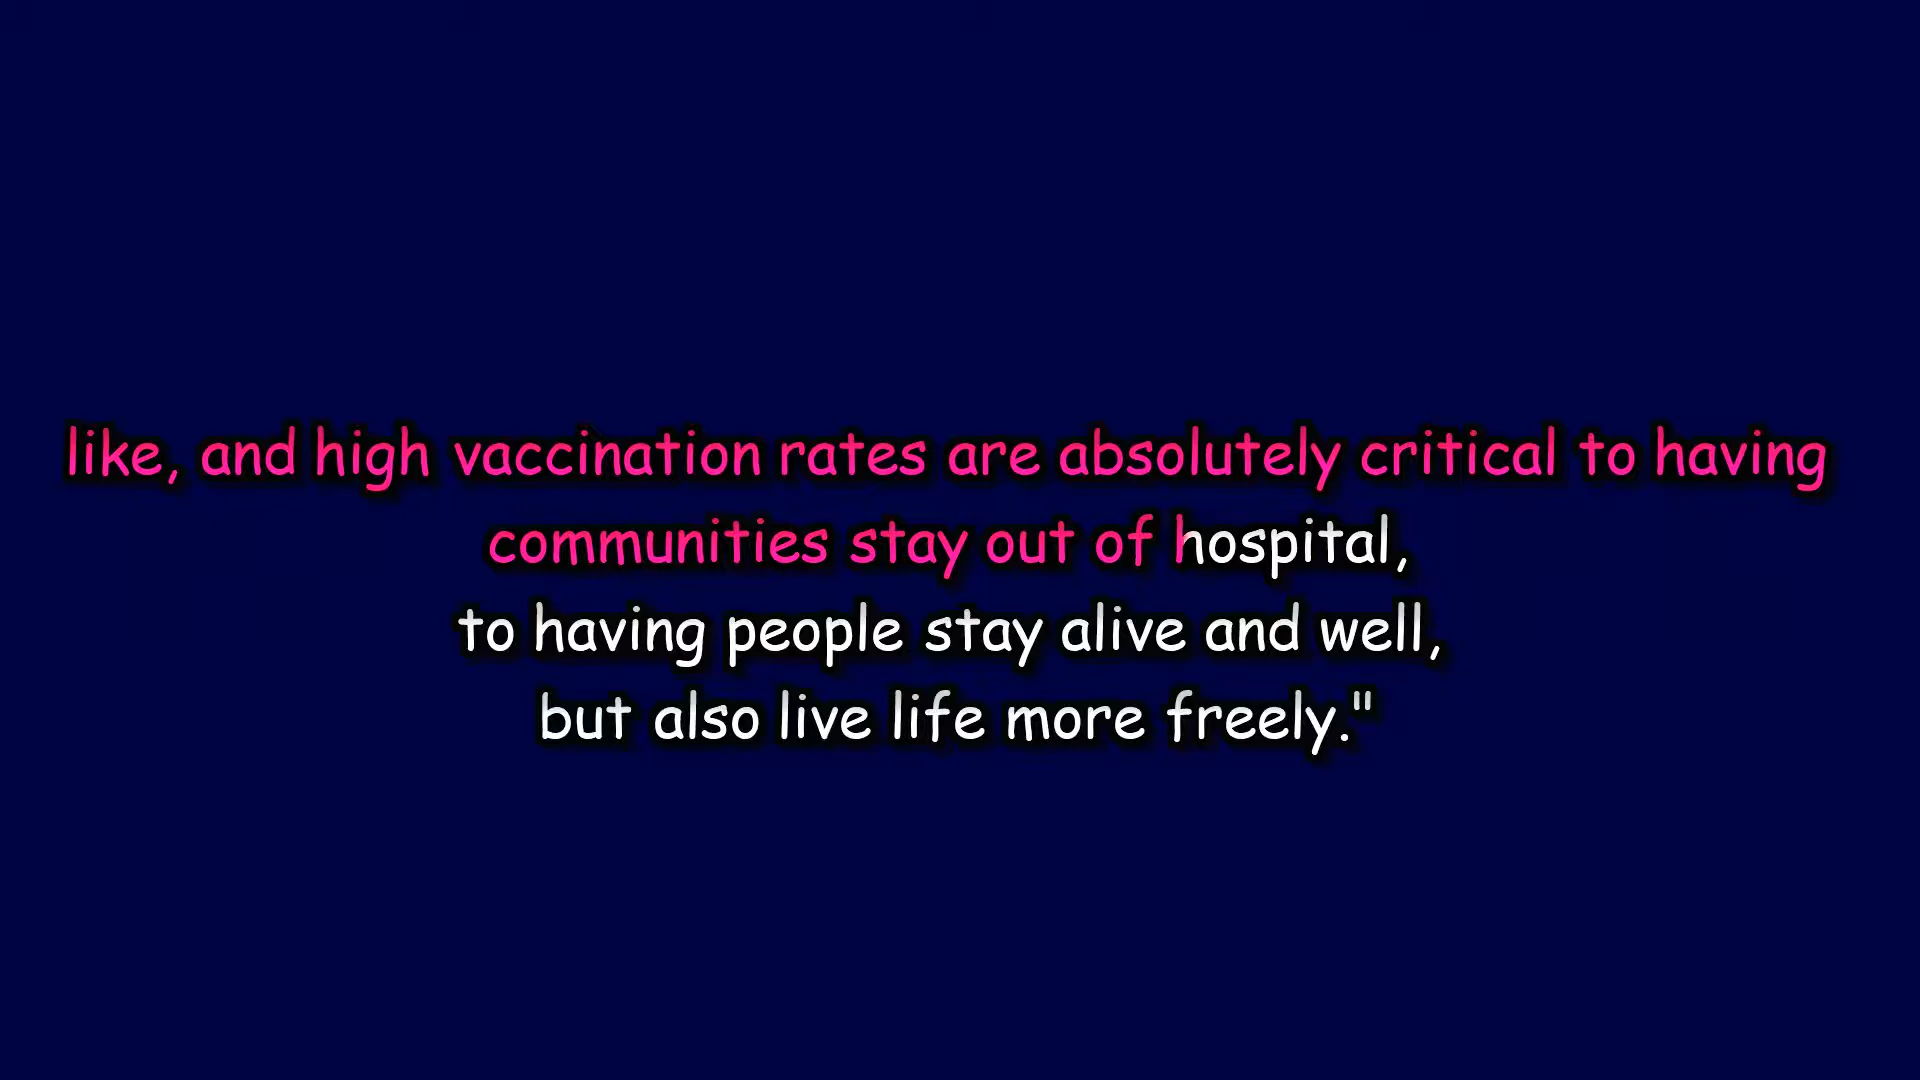 like, and high vaccination rates are absolutely critical to having
communities stay out of hospital,
to having people stay alive and well,
but also live life more freely."